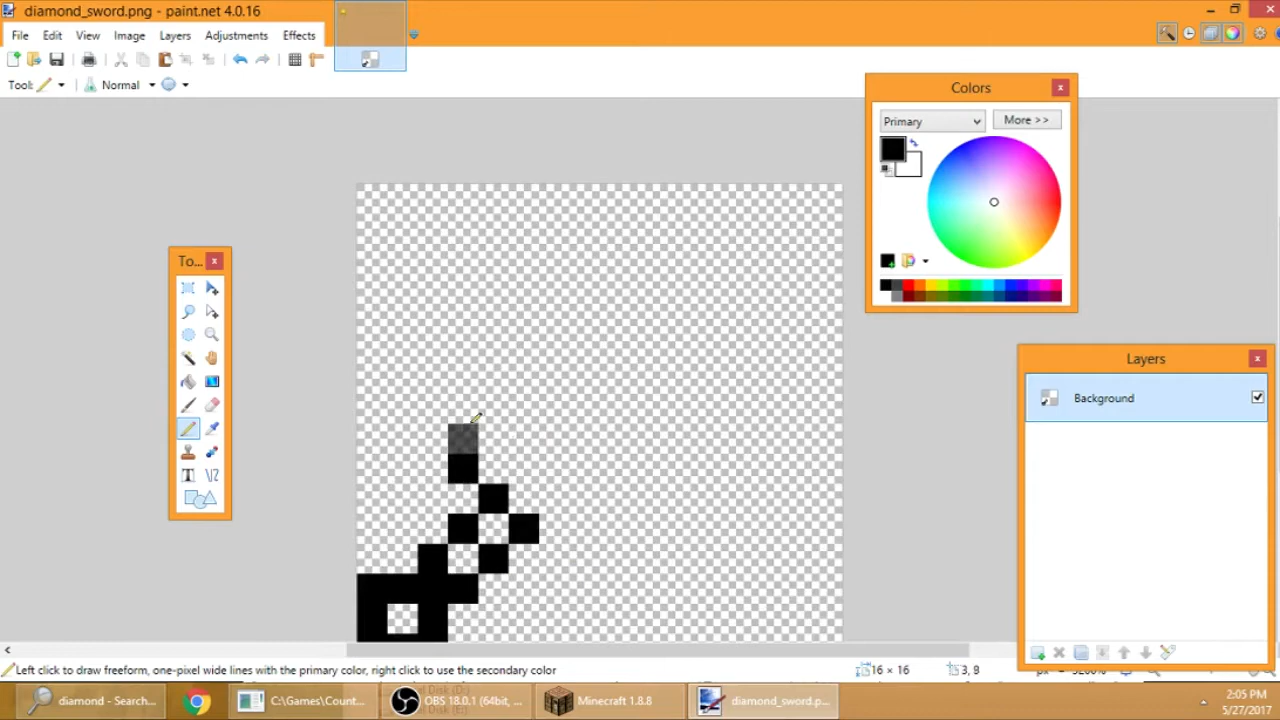 diamond_sword.png - paint.net 4.0.16
File Edit View Image Layers Adjustments Effects
Tool: Normal
Colors
Primary More >>
To...
Layers
Background
Left click to draw freeform, one-pixel wide lines with the primary color, right click to use the secondary color
16 × 16
3, 9
px
diamond - Search...
C:\Games\Count...
OBS 18.0.1 (64bit, ...
Minecraft 1.8.8
diamond_sword.p...
2:05 PM
5/27/2017